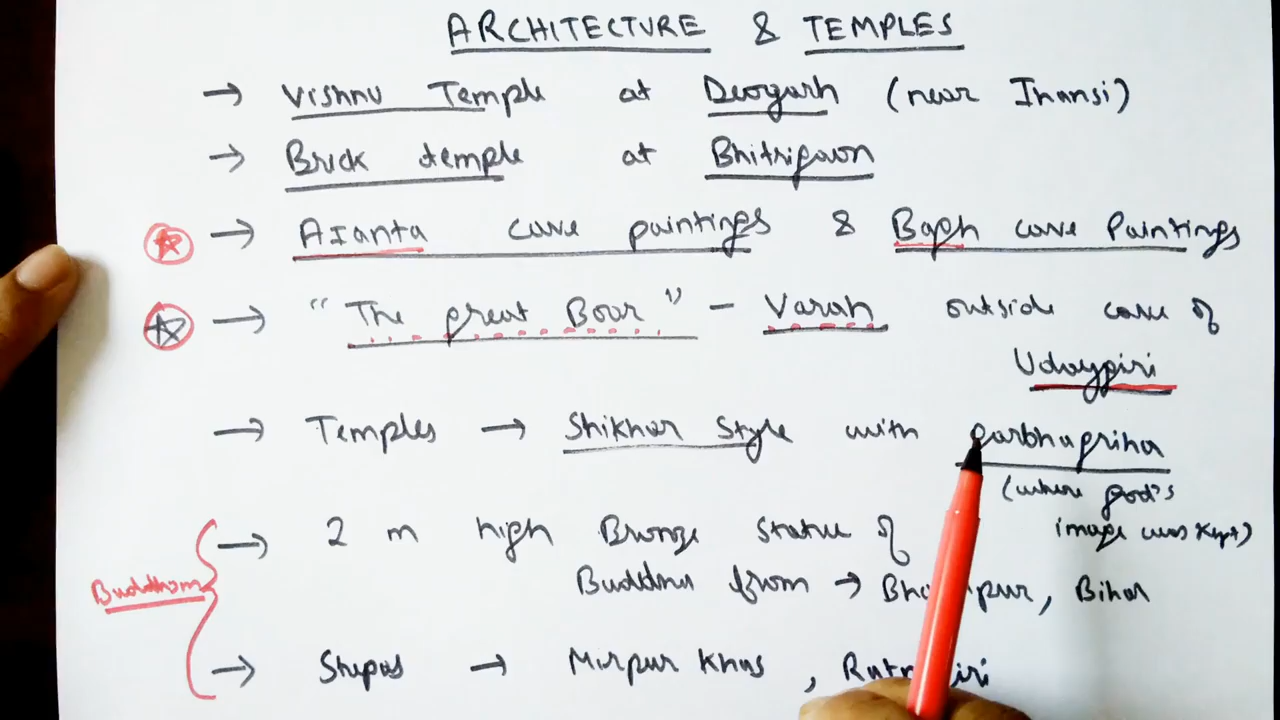 ARCHITECTURE & TEMPLES
→ Vishnu Temple at Deogarh (near Jhansi)
→ Brick temple at Bhitrigaon
→ Ajanta cave paintings & Bagh cave Paintings
→ "The great Boar" - Varah outside cave of
Udaygiri
→ Temples → Shikhar Style with garbhagriha
(where god's
image was kept)
→ 2 m high Bronze Statue of
Buddhism
Buddha from → Bh pur, Bihar
→ Stupas → Mirpur Khas, Ratn iri